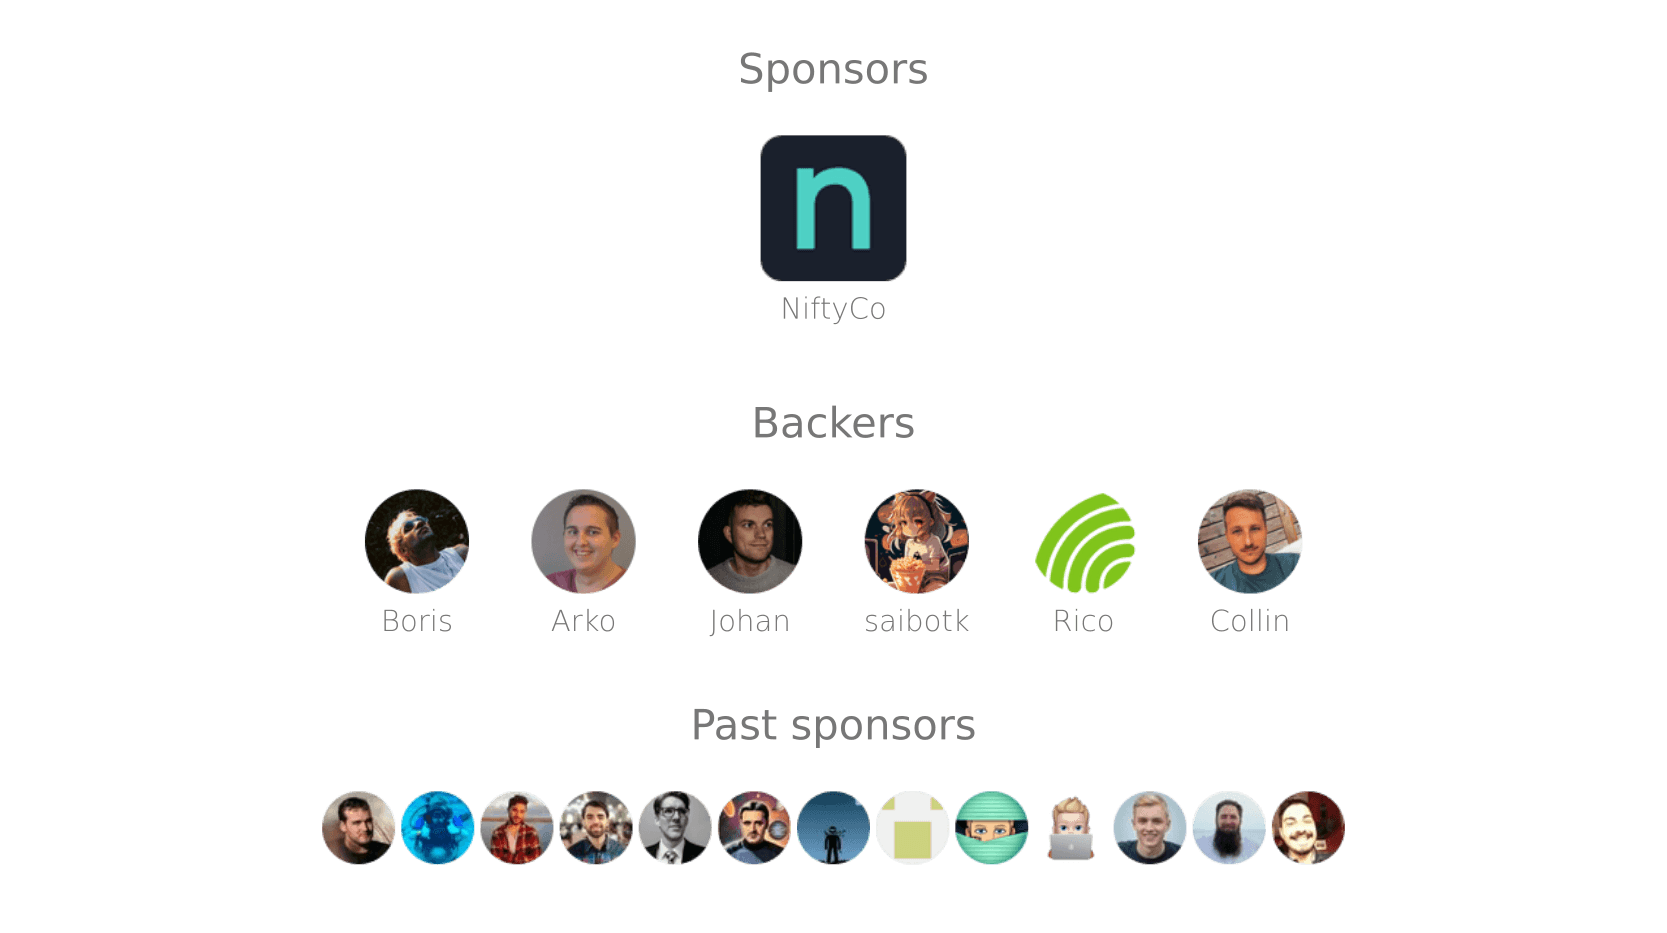 Sponsors
n
NiftyCo
Backers
Boris Arko Johan saibotk Rico Collin
Past sponsors